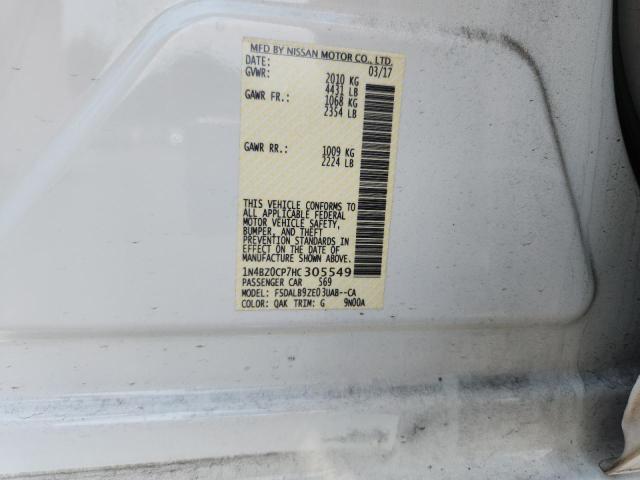 MFD BY NISSAN MOTOR CO., LTD.
DATE: 03/17
GVWR: 2010 KG
4431 LB
GAWR FR.: 1068 KG
2354 LB
GAWR RR.: 1009 KG
2224 LB
THIS VEHICLE CONFORMS TO
ALL APPLICABLE FEDERAL
MOTOR VEHICLE SAFETY,
BUMPER, AND THEFT
PREVENTION STANDARDS
IN EFFECT ON THE DATE OF
MANUFACTURE SHOWN ABOVE.
1N4BZ0CP7HC 305549
PASSENGER CAR S69
MODEL: FSDALB9ZE03UAB--CA
COLOR: QAK TRIM: G 9N00A